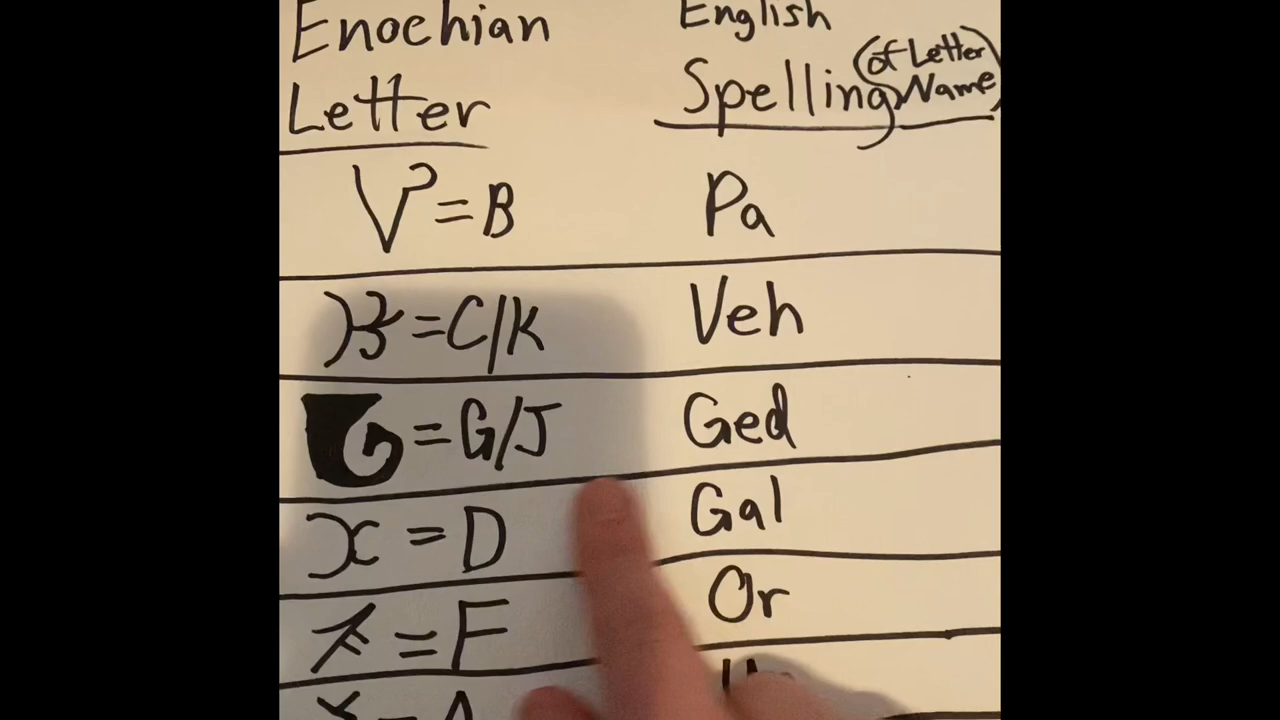 Enochian Letter
English Spelling (of Letter Name)
= B Pa
= C/K Veh
= G/J Ged
= D Gal
= F Or
= A